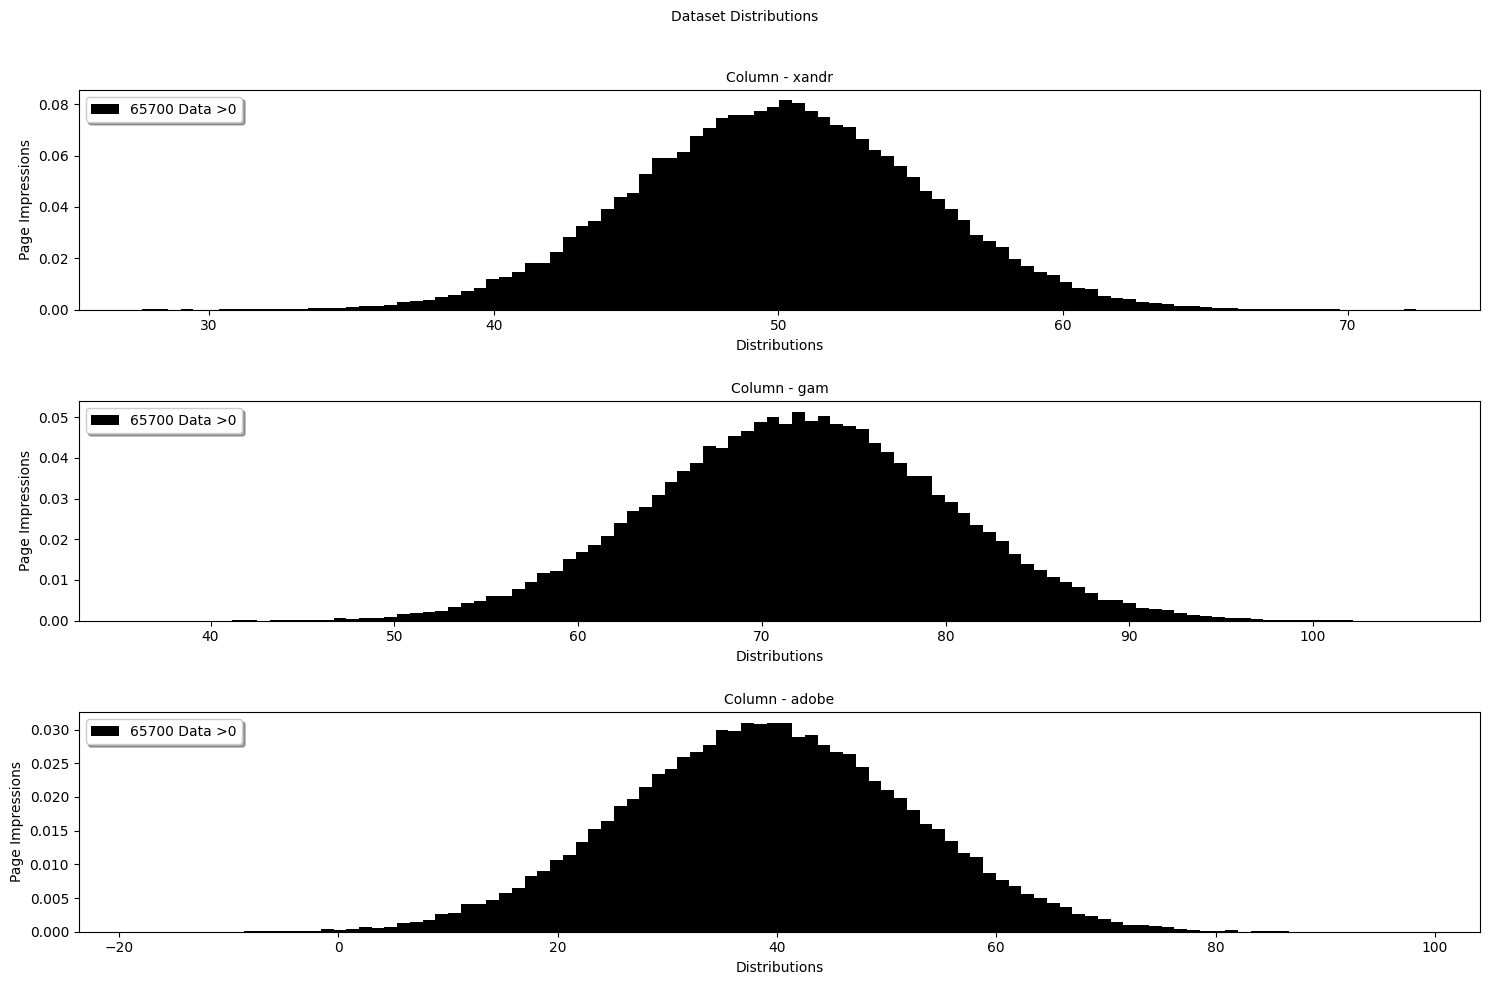 Dataset Distributions
Column - xandr
65700 Data >0
0.08
0.06
0.04
0.02
0.00
Page Impressions
30 40 50 60 70
Distributions
Column - gam
65700 Data >0
0.05
0.04
0.03
0.02
0.01
0.00
Page Impressions
40 50 60 70 80 90 100
Distributions
Column - adobe
65700 Data >0
0.030
0.025
0.020
0.015
0.010
0.005
0.000
Page Impressions
−20 0 20 40 60 80 100
Distributions